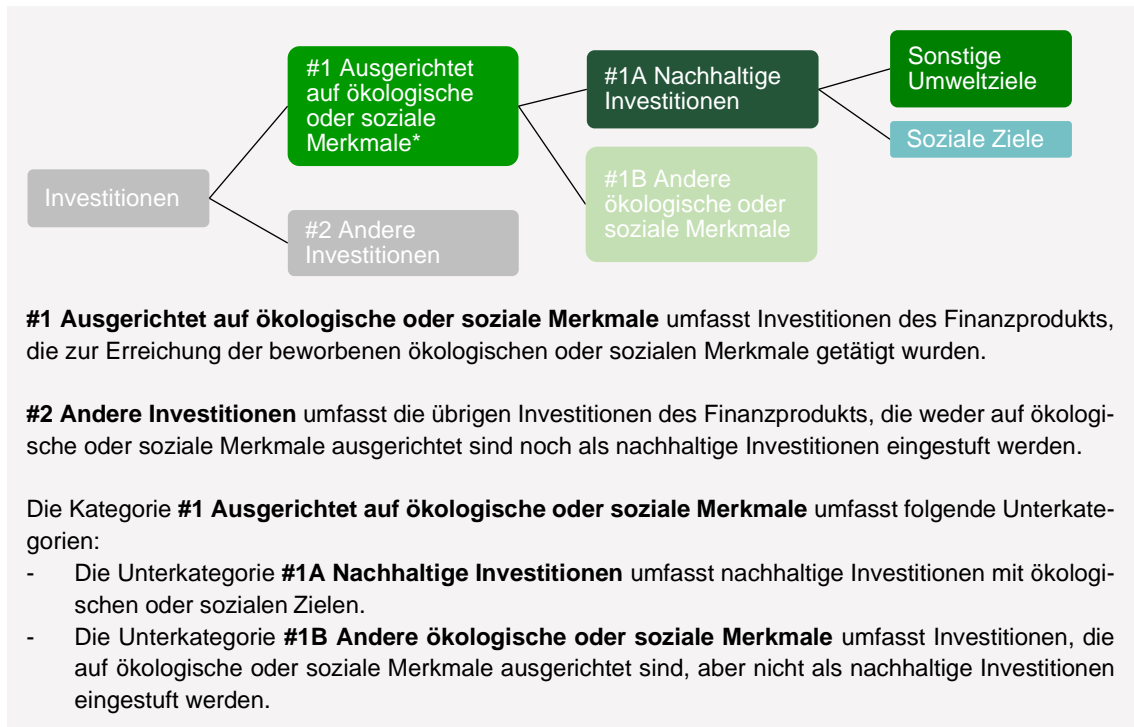 Investitionen
#1 Ausgerichtet
auf ökologische
oder soziale
Merkmale*
#2 Andere
Investitionen
#1A Nachhaltige
Investitionen
#1B Andere
ökologische oder
soziale Merkmale
Sonstige
Umweltziele
Soziale Ziele
#1 Ausgerichtet auf ökologische oder soziale Merkmale umfasst Investitionen des Finanzprodukts,
die zur Erreichung der beworbenen ökologischen oder sozialen Merkmale getätigt wurden.
#2 Andere Investitionen umfasst die übrigen Investitionen des Finanzprodukts, die weder auf ökologi-
sche oder soziale Merkmale ausgerichtet sind noch als nachhaltige Investitionen eingestuft werden.
Die Kategorie #1 Ausgerichtet auf ökologische oder soziale Merkmale umfasst folgende Unterkate-
gorien:
- Die Unterkategorie #1A Nachhaltige Investitionen umfasst nachhaltige Investitionen mit ökologi-
schen oder sozialen Zielen.
- Die Unterkategorie #1B Andere ökologische oder soziale Merkmale umfasst Investitionen, die
auf ökologische oder soziale Merkmale ausgerichtet sind, aber nicht als nachhaltige Investitionen
eingestuft werden.